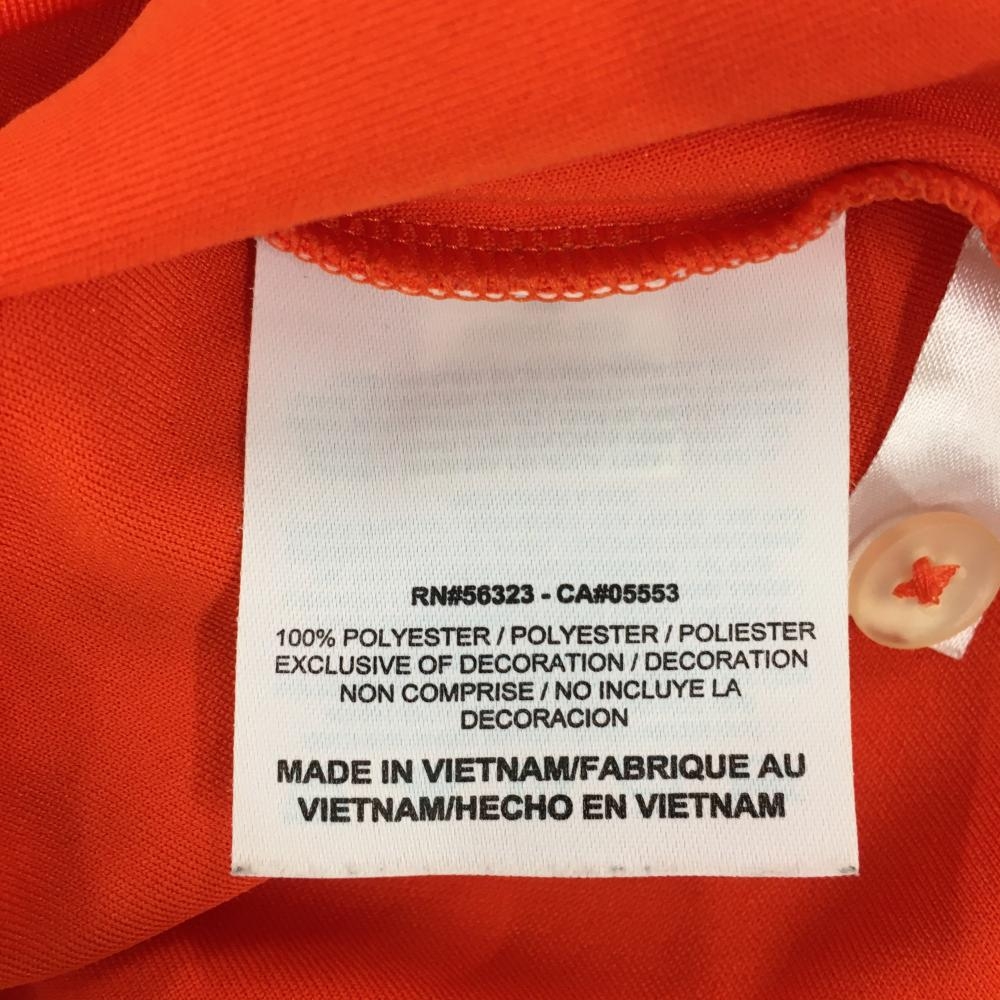 RN#56323 - CA#05553
100% POLYESTER / POLYESTER / POLIESTER
EXCLUSIVE OF DECORATION / DECORATION
NON COMPRISE / NO INCLUYE LA
DECORACION
MADE IN VIETNAM/FABRIQUE AU
VIETNAM/HECHO EN VIETNAM